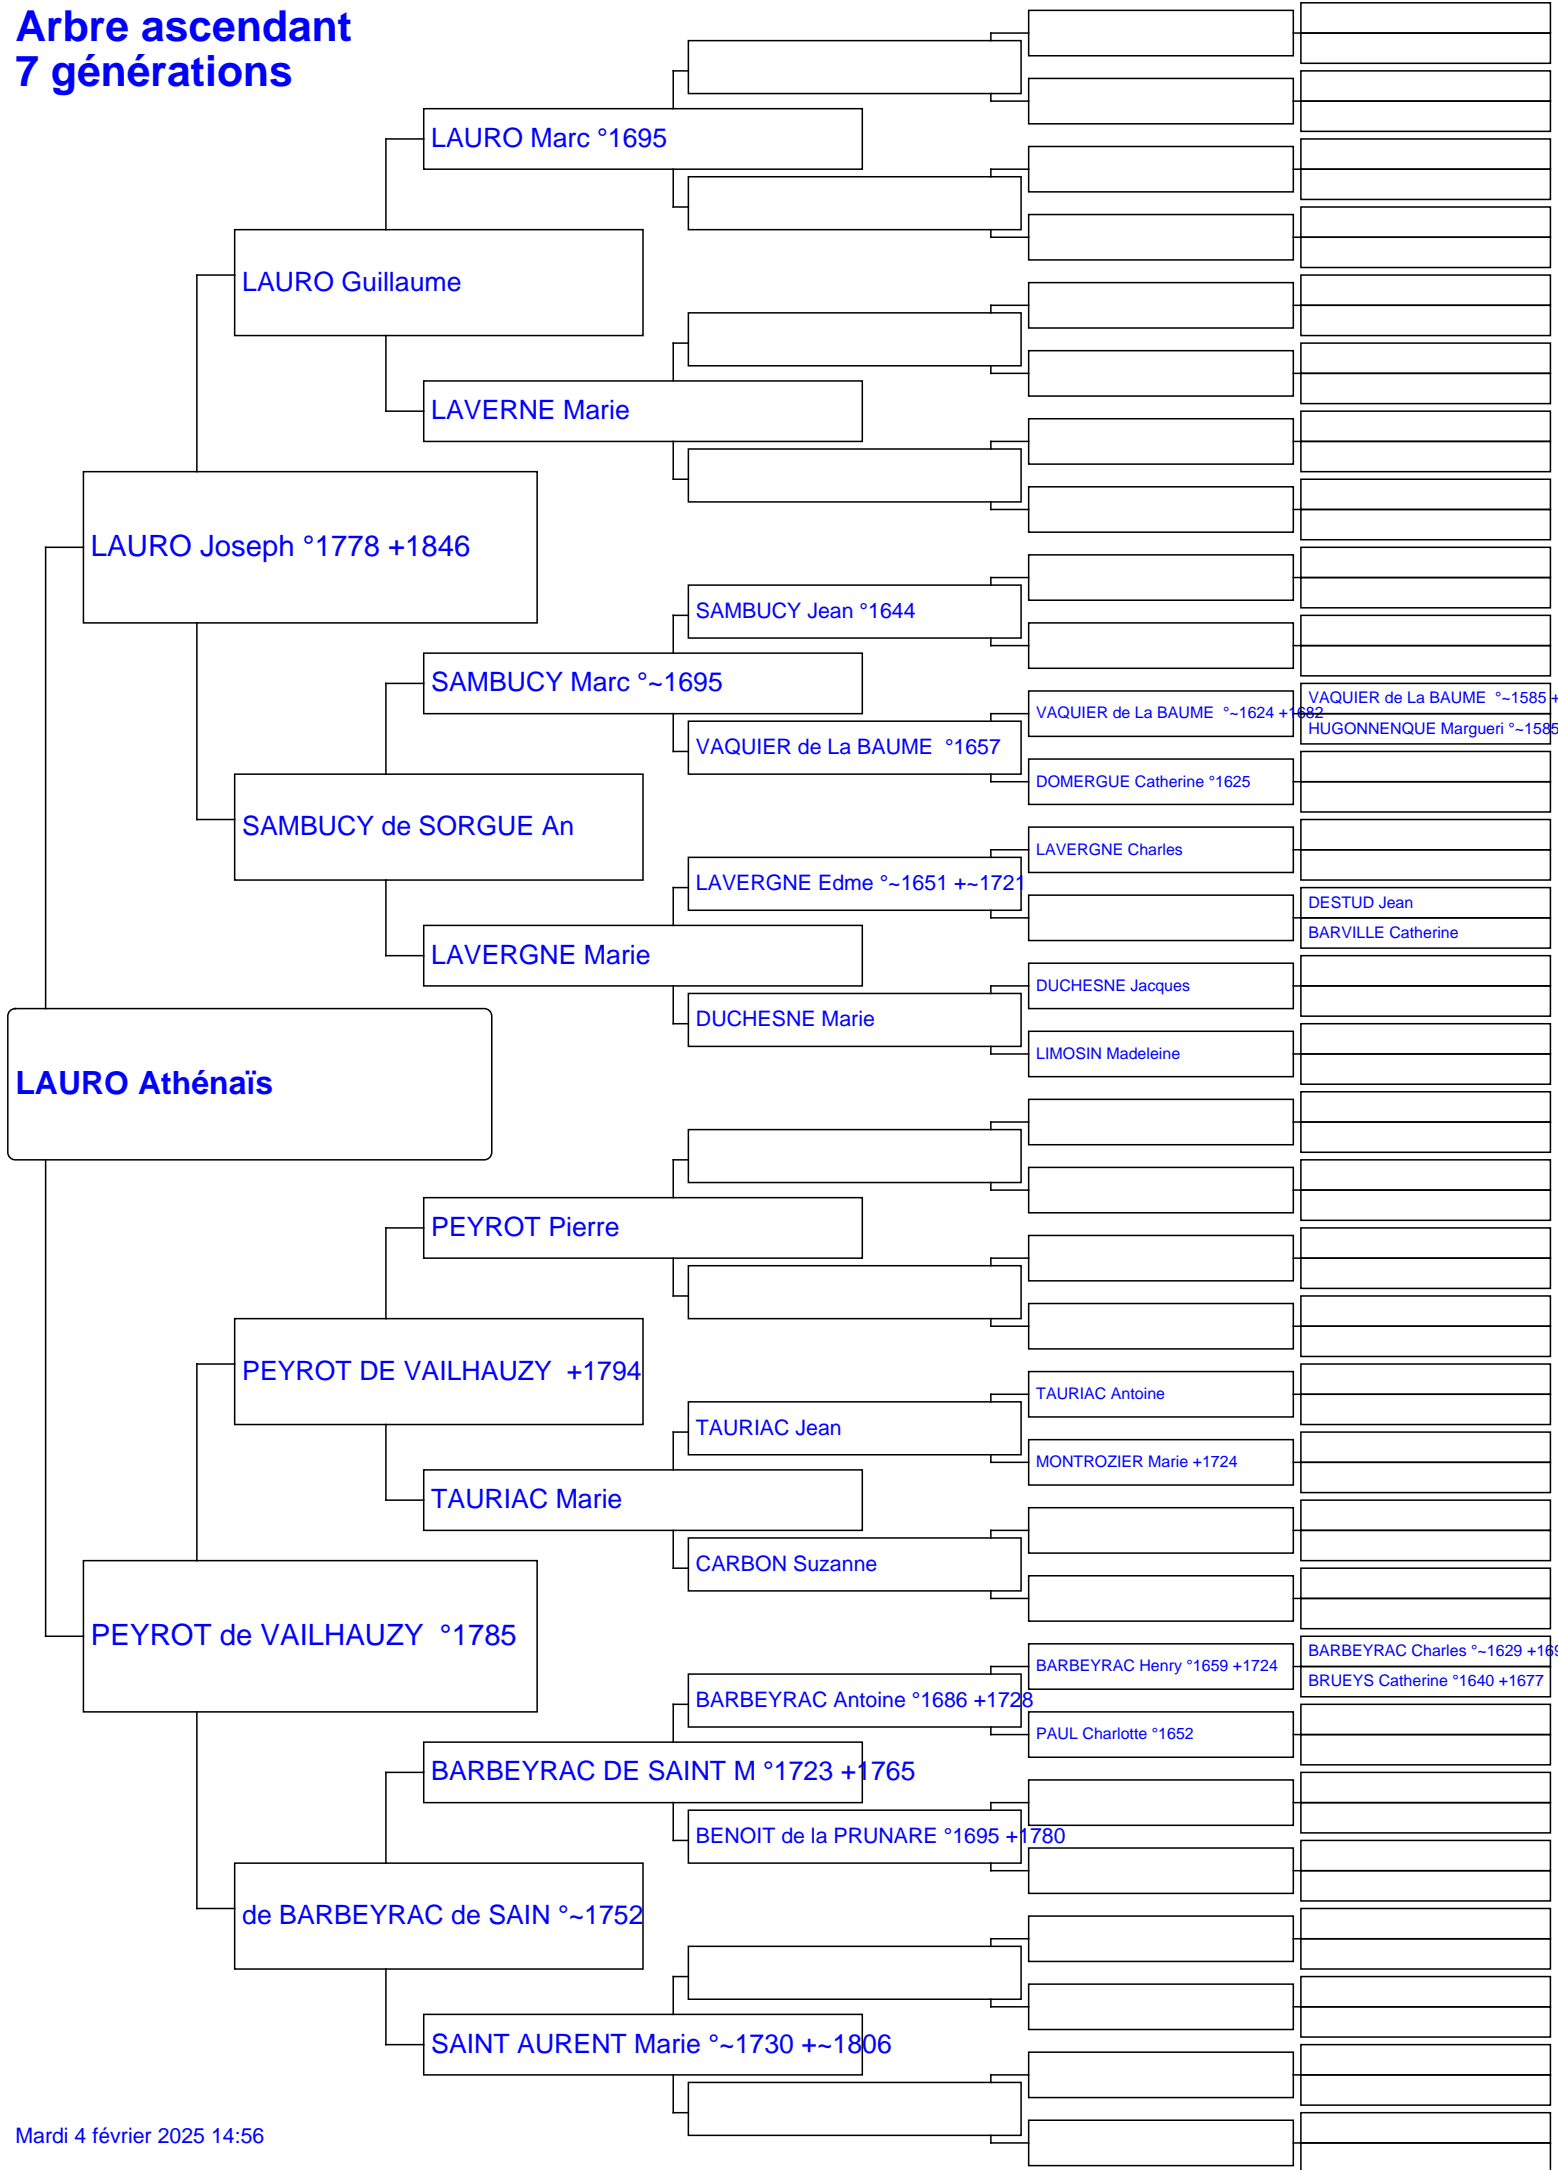 Arbre ascendant
7 générations
LAURO Marc °1695
LAURO Guillaume
LAVERNE Marie
LAURO Joseph °1778 +1846
SAMBUCY Jean °1644
SAMBUCY Marc °~1695
VAQUIER de La BAUME °~1585 +
VAQUIER de La BAUME °~1624 +1682
HUGONNENQUE Margueri °~1585
VAQUIER de La BAUME °1657
DOMERGUE Catherine °1625
SAMBUCY de SORGUE An
LAVERGNE Charles
LAVERGNE Edme °~1651 +~1721
DESTUD Jean
BARVILLE Catherine
LAVERGNE Marie
DUCHESNE Jacques
DUCHESNE Marie
LIMOSIN Madeleine
LAURO Athénaïs
PEYROT Pierre
PEYROT DE VAILHAUZY +1794
TAURIAC Antoine
TAURIAC Jean
MONTROZIER Marie +1724
TAURIAC Marie
CARBON Suzanne
PEYROT de VAILHAUZY °1785
BARBEYRAC Charles °~1629 +169
BARBEYRAC Henry °1659 +1724
BRUEYS Catherine °1640 +1677
BARBEYRAC Antoine °1686 +1728
PAUL Charlotte °1652
BARBEYRAC DE SAINT M °1723 +1765
BENOIT de la PRUNARE °1695 +1780
de BARBEYRAC de SAIN °~1752
SAINT AURENT Marie °~1730 +~1806
Mardi 4 février 2025 14:56